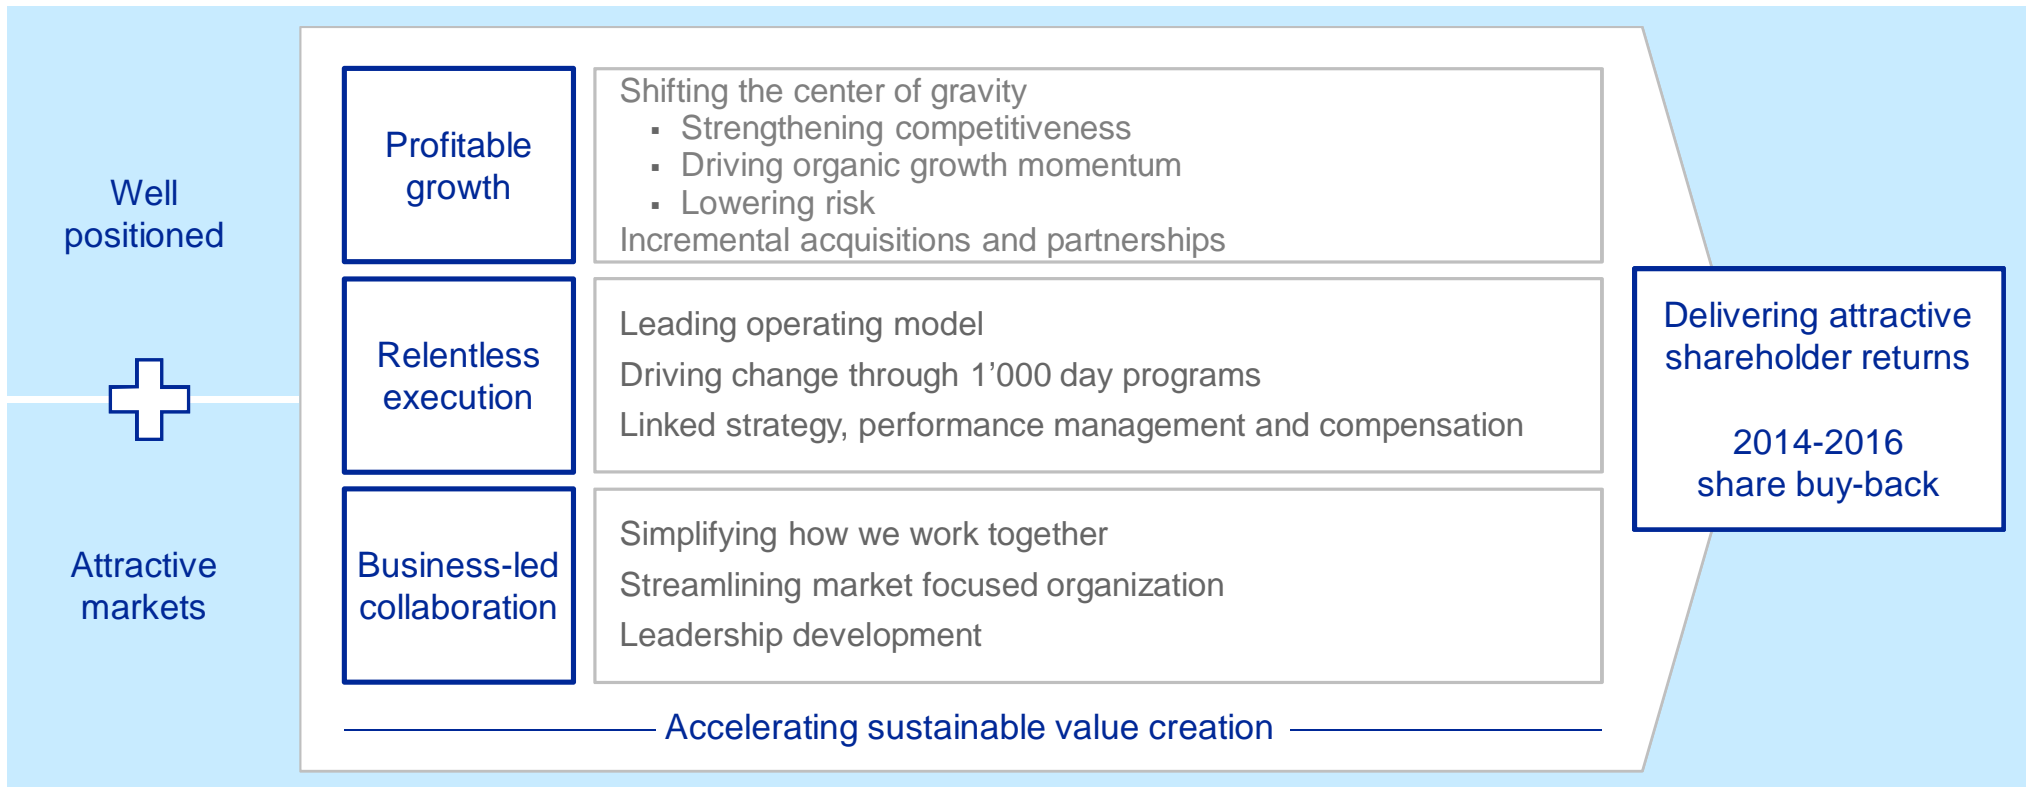 Well
positioned
Attractive
markets
Profitable
growth
Shifting the center of gravity
▪ Strengthening competitiveness
▪ Driving organic growth momentum
▪ Lowering risk
Incremental acquisitions and partnerships
Relentless
execution
Leading operating model
Driving change through 1’000 day programs
Linked strategy, performance management and compensation
Business-led
collaboration
Simplifying how we work together
Streamlining market focused organization
Leadership development
Accelerating sustainable value creation
Delivering attractive
shareholder returns
2014-2016
share buy-back